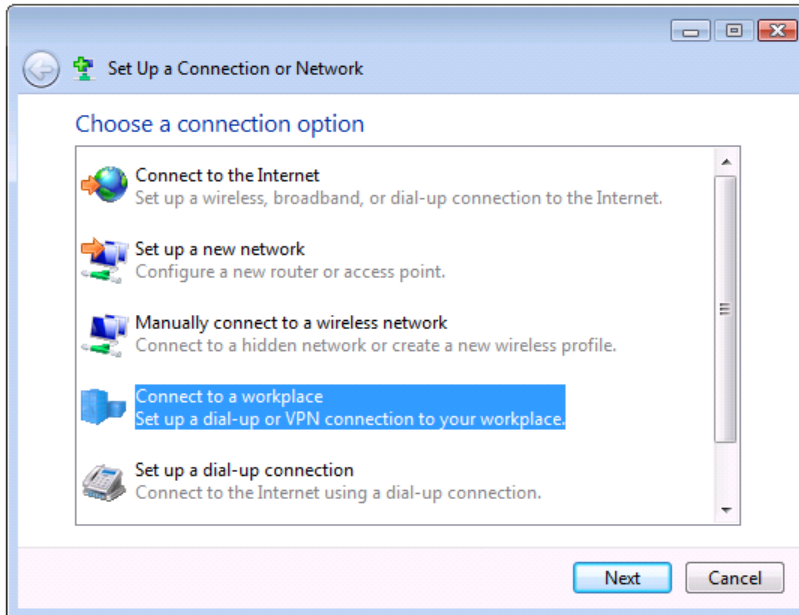 Set Up a Connection or Network
Choose a connection option
Connect to the Internet
Set up a wireless, broadband, or dial-up connection to the Internet.
Set up a new network
Configure a new router or access point.
Manually connect to a wireless network
Connect to a hidden network or create a new wireless profile.
Connect to a workplace
Set up a dial-up or VPN connection to your workplace.
Set up a dial-up connection
Connect to the Internet using a dial-up connection.
Next Cancel